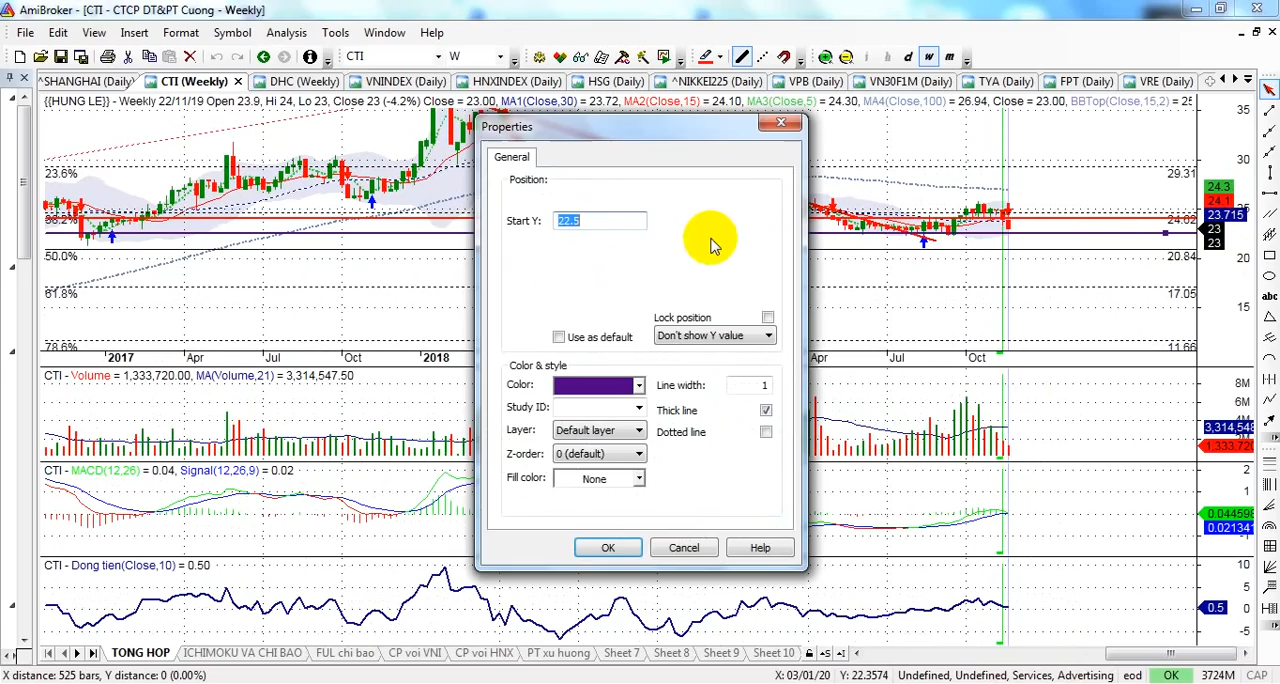 AmiBroker - [CTI - CTCP DT&PT Cuong - Weekly]
File Edit View Insert Format Symbol Analysis Tools Window Help
CTI W i h d w m
^SHANGHAI (Daily) CTI (Weekly) DHC (Weekly) VNINDEX (Daily) HNXINDEX (Daily) HSG (Daily) ^NIKKEI225 (Daily) VPB (Daily) VN30F1M (Daily) TYA (Daily) FPT (Daily) VRE (Daily)
{{HUNG LE}} - Weekly 22/11/19 Open 23.9, Hi 24, Lo 23, Close 23 (-4.2%) Close = 23.00, MA1(Close,30) = 23.72, MA2(Close,15) = 24.10, MA3(Close,5) = 24.30, MA4(Close,100) = 26.94, Close = 23.00, BBTop(Close,15,2) = 25
35
30
29.31
23.6%
24.3
24.1
23.715
24.02
23
23
50.0%
20.84
20
61.8%
17.05
15
78.6%
11.66
2017 Apr Jul Oct 2018 Apr Jul Oct
Properties
General
Position:
Start Y: 22.5
Lock position
Use as default
Don't show Y value
Color & style
Color:
Line width: 1
Study ID:
Thick line
Layer: Default layer
Dotted line
Z-order: 0 (default)
Fill color: None
OK Cancel Help
CTI - Volume = 1,333,720.00, MA(Volume,21) = 3,314,547.50
8M
6M
3,314,548
1,333,720
CTI - MACD(12,26) = 0.04, Signal(12,26,9) = 0.02
2
1
0.044598
0.021341
CTI - Dong tien(Close,10) = 0.50
10
5
0.5
0
-5
TONG HOP ICHIMOKU VA CHI BAO FUL chi bao CP voi VNI CP voi HNX PT xu huong Sheet 7 Sheet 8 Sheet 9 Sheet 10
X distance: 525 bars, Y distance: 0 (0.00%) X: 03/01/20 Y: 22.3574 Undefined, Undefined, Services, Advertising eod OK 3724M CAP